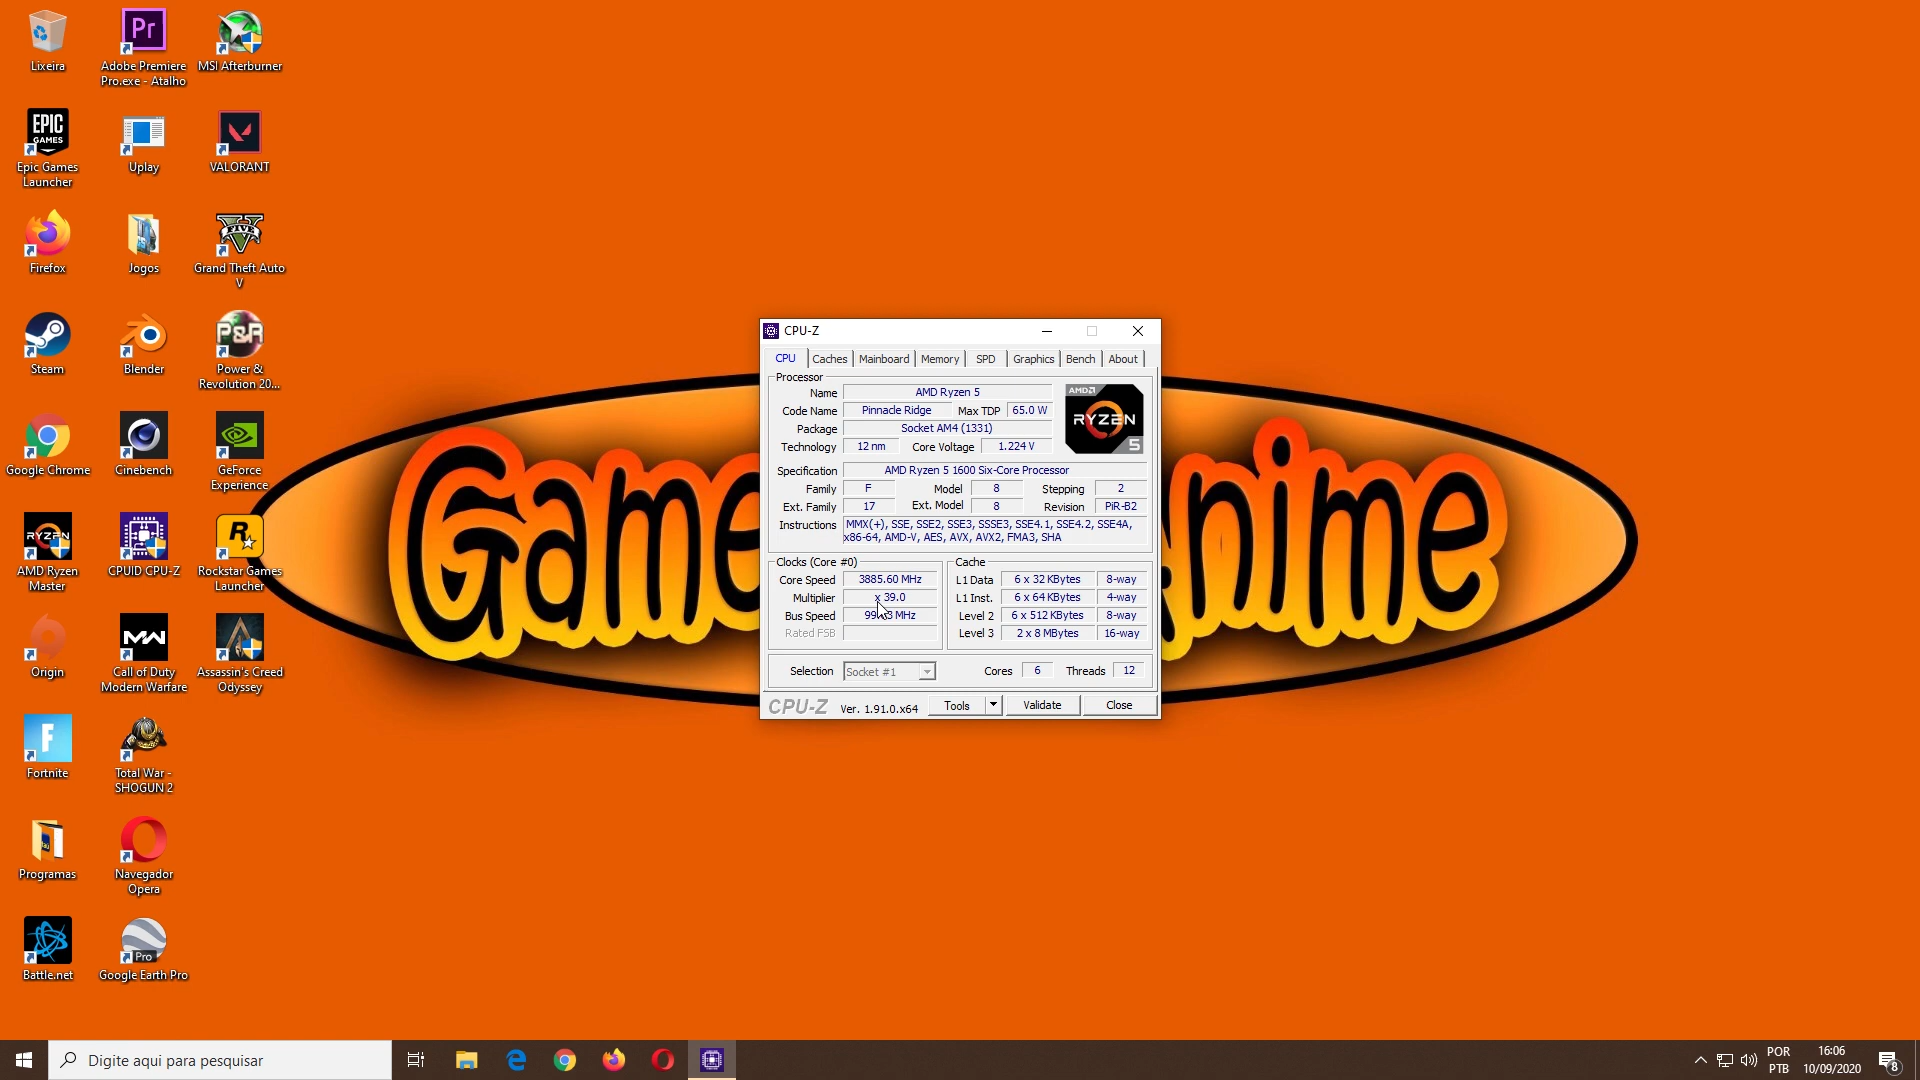 Lixeira
Adobe Premiere
Pro.exe - Atalho
MSI Afterburner
EPIC
GAMES
Epic Games
Launcher
Uplay
VALORANT
Firefox
Jogos
FIVE
Grand Theft Auto
V
Steam
Blender
P&R
Power &
Revolution 20...
Google Chrome
Cinebench
GeForce
Experience
RYZEN
AMD Ryzen
Master
CPUID CPU-Z
Rockstar Games
Launcher
Origin
MW
Call of Duty
Modern Warfare
Assassin's Creed
Odyssey
Fortnite
Total War -
SHOGUN 2
Programas
Navegador
Opera
Battle.net
Pro
Google Earth Pro
Game
nime
CPU-Z
CPU Caches Mainboard Memory SPD Graphics Bench About
Processor
Name AMD Ryzen 5
Code Name Pinnacle Ridge Max TDP 65.0 W
Package Socket AM4 (1331)
Technology 12 nm Core Voltage 1.224 V
AMD
RYZEN
5
Specification AMD Ryzen 5 1600 Six-Core Processor
Family F Model 8 Stepping 2
Ext. Family 17 Ext. Model 8 Revision PiR-B2
Instructions MMX(+), SSE, SSE2, SSE3, SSSE3, SSE4.1, SSE4.2, SSE4A,
x86-64, AMD-V, AES, AVX, AVX2, FMA3, SHA
Clocks (Core #0)
Core Speed 3885.60 MHz
Multiplier x 39.0
Bus Speed MHz
Rated FSB
Cache
L1 Data 6 x 32 KBytes 8-way
L1 Inst. 6 x 64 KBytes 4-way
Level 2 6 x 512 KBytes 8-way
Level 3 2 x 8 MBytes 16-way
Selection Socket #1 Cores 6 Threads 12
CPU-Z Ver. 1.91.0.x64 Tools Validate Close
Digite aqui para pesquisar
POR
PTB
16:06
10/09/2020
8